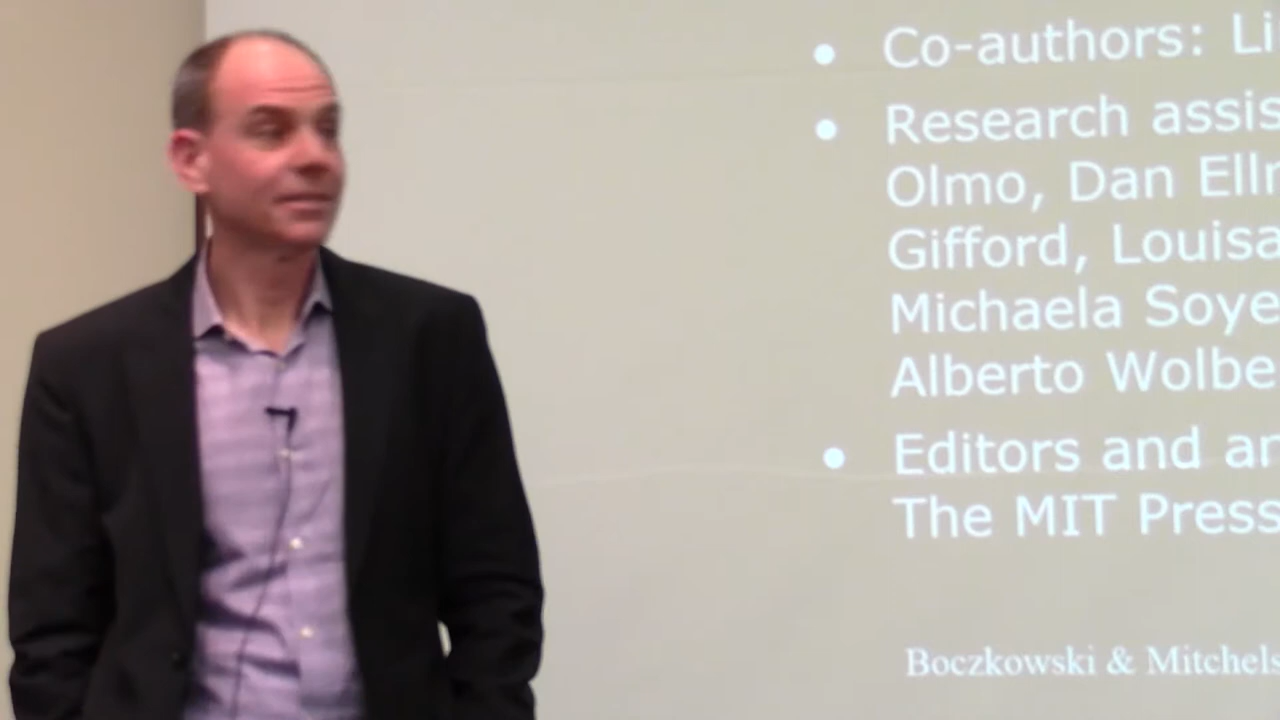 • Co-authors: Li
• Research assis
Olmo, Dan Elln
Gifford, Louisa
Michaela Soye
Alberto Wolbe
• Editors and an
The MIT Press
Boczkowski & Mitchels